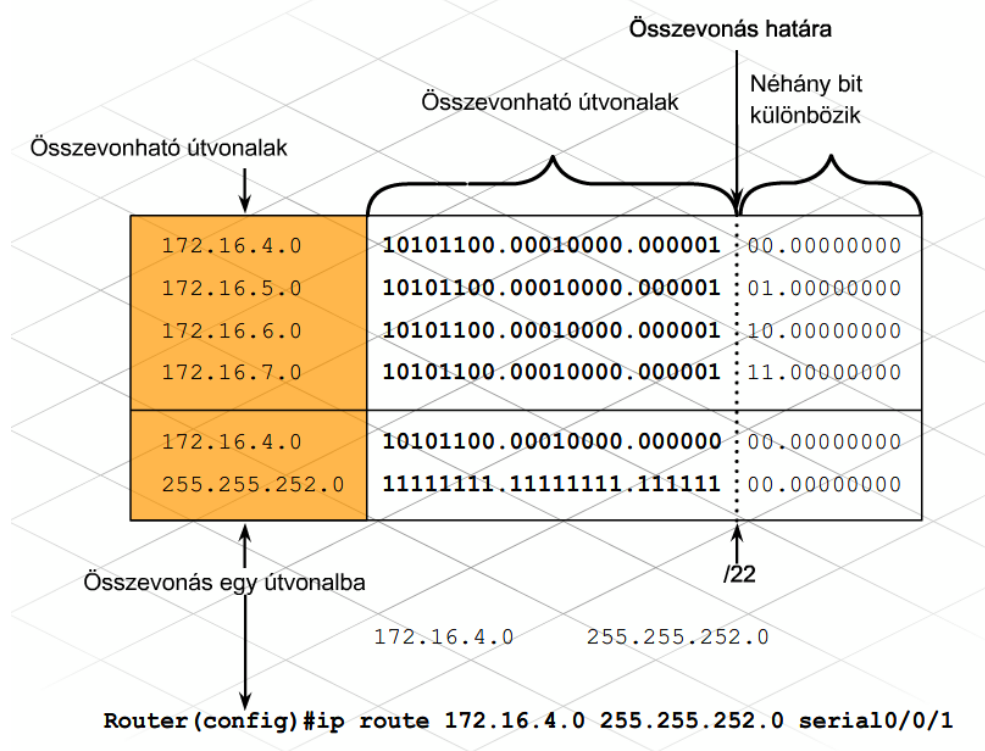 Összevonás határa
Összevonható útvonalak
Néhány bit
különbözik
Összevonható útvonalak
172.16.4.0 10101100.00010000.000001 00.00000000
172.16.5.0 10101100.00010000.000001 01.00000000
172.16.6.0 10101100.00010000.000001 10.00000000
172.16.7.0 10101100.00010000.000001 11.00000000
172.16.4.0 10101100.00010000.000000 00.00000000
255.255.252.0 11111111.11111111.111111 00.00000000
/22
Összevonás egy útvonalba
172.16.4.0 255.255.252.0
Router(config)#ip route 172.16.4.0 255.255.252.0 serial0/0/1